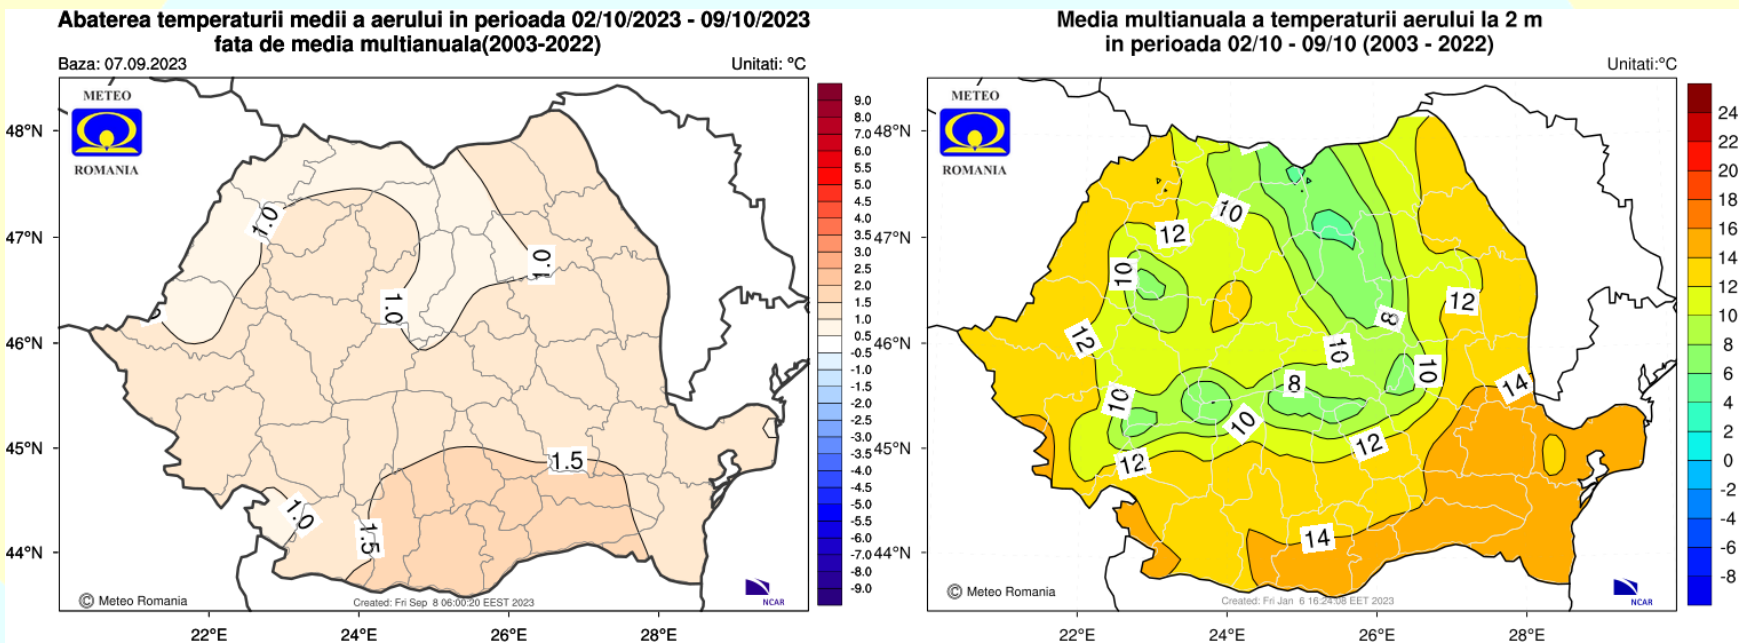 Abaterea temperaturii medii a aerului in perioada 02/10/2023 - 09/10/2023
fata de media multianuala(2003-2022)
Baza: 07.09.2023
Unitati: °C
METEO
ROMANIA
48°N
47°N
46°N
45°N
44°N
22°E
24°E
26°E
28°E
1.0
1.0
1.0
1.5
1.0
1.5
© Meteo Romania
Created: Fri Sep 8 06:00:20 EEST 2023
NCAR
9.0
8.0
7.0
6.0
5.5
5.0
4.5
4.0
3.5
3.0
2.5
2.0
1.5
1.0
0.5
-0.5
-1.0
-1.5
-2.0
-2.5
-3.0
-3.5
-4.0
-4.5
-5.0
-5.5
-6.0
-7.0
-8.0
-9.0
Media multianuala a temperaturii aerului la 2 m
in perioada 02/10 - 09/10 (2003 - 2022)
Unitati:°C
METEO
ROMANIA
48°N
47°N
46°N
45°N
44°N
22°E
24°E
26°E
28°E
10
12
10
12
8
12
10
10
8
14
10
10
12
12
14
© Meteo Romania
Created: Fri Jan 6 16:24:08 EET 2023
NCAR
24
22
20
18
16
14
12
10
8
6
4
2
0
-2
-4
-6
-8